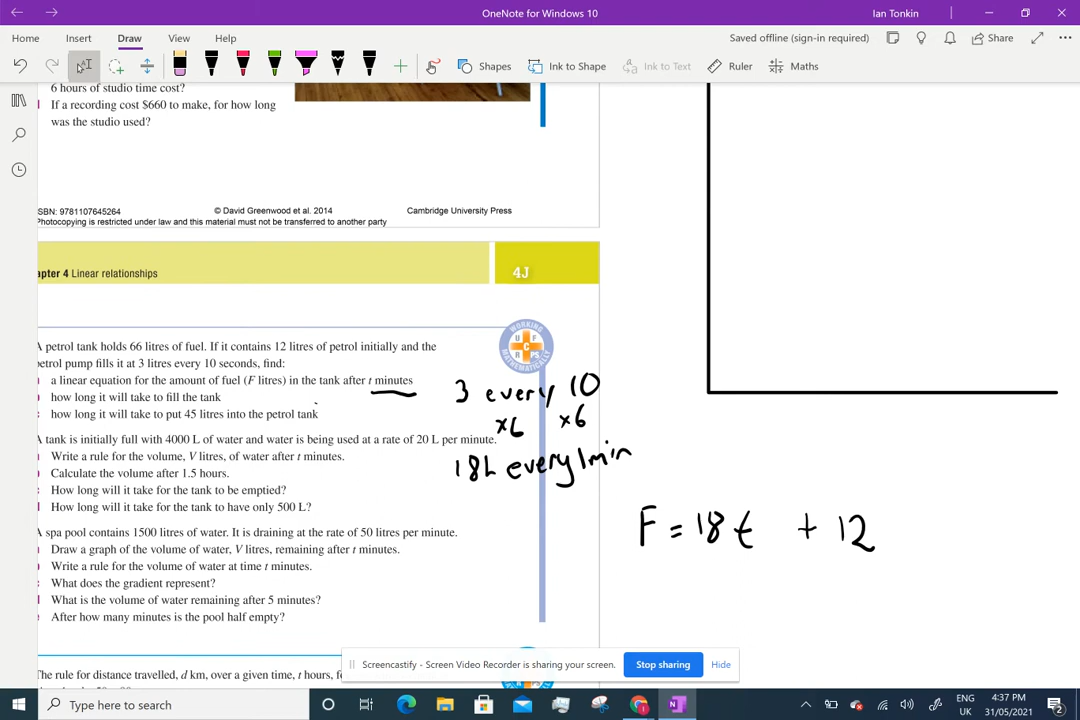 OneNote for Windows 10
Ian Tonkin
Home Insert Draw View Help
Saved offline (sign-in required)
Share
Shapes
Ink to Shape
Ink to Text
Ruler
Maths
6 hours of studio time cost?
If a recording cost $660 to make, for how long
was the studio used?
SBN: 9781107645264
© David Greenwood et al. 2014
Cambridge University Press
Photocopying is restricted under law and this material must not be transferred to another party
apter 4 Linear relationships
4J
WORKING
U F
C
R PS
MATHEMATICALLY
A petrol tank holds 66 litres of fuel. If it contains 12 litres of petrol initially and the
petrol pump fills it at 3 litres every 10 seconds, find:
a linear equation for the amount of fuel (F litres) in the tank after t minutes
how long it will take to fill the tank
how long it will take to put 45 litres into the petrol tank
3 every 10
×6 ×6
18L every 1min
F = 18t + 12
A tank is initially full with 4000 L of water and water is being used at a rate of 20 L per minute.
Write a rule for the volume, V litres, of water after t minutes.
Calculate the volume after 1.5 hours.
How long will it take for the tank to be emptied?
How long will it take for the tank to have only 500 L?
A spa pool contains 1500 litres of water. It is draining at the rate of 50 litres per minute.
Draw a graph of the volume of water, V litres, remaining after t minutes.
Write a rule for the volume of water at time t minutes.
What does the gradient represent?
What is the volume of water remaining after 5 minutes?
After how many minutes is the pool half empty?
The rule for distance travelled, d km, over a given time, t hours, f
Screencastify - Screen Video Recorder is sharing your screen.
Stop sharing
Hide
Type here to search
ENG
UK
4:37 PM
31/05/2021
2